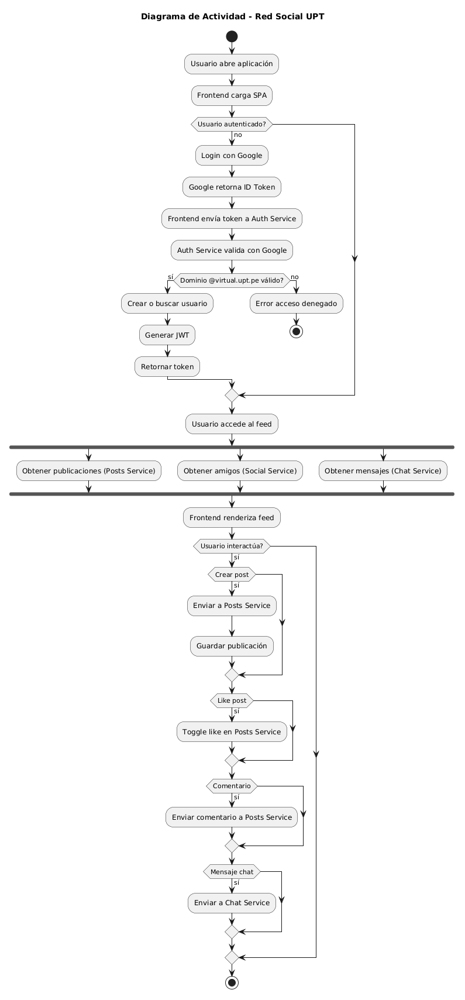 Diagrama de Actividad - Red Social UPT
Usuario abre aplicación
Frontend carga SPA
Usuario autenticado?
no
Login con Google
Google retorna ID Token
Frontend envía token a Auth Service
Auth Service valida con Google
sí
Dominio @virtual.upt.pe válido?
no
Crear o buscar usuario
Error acceso denegado
Generar JWT
Retornar token
Usuario accede al feed
Obtener publicaciones (Posts Service)
Obtener amigos (Social Service)
Obtener mensajes (Chat Service)
Frontend renderiza feed
Usuario interactúa?
sí
Crear post
sí
Enviar a Posts Service
Guardar publicación
Like post
sí
Toggle like en Posts Service
Comentario
sí
Enviar comentario a Posts Service
Mensaje chat
sí
Enviar a Chat Service